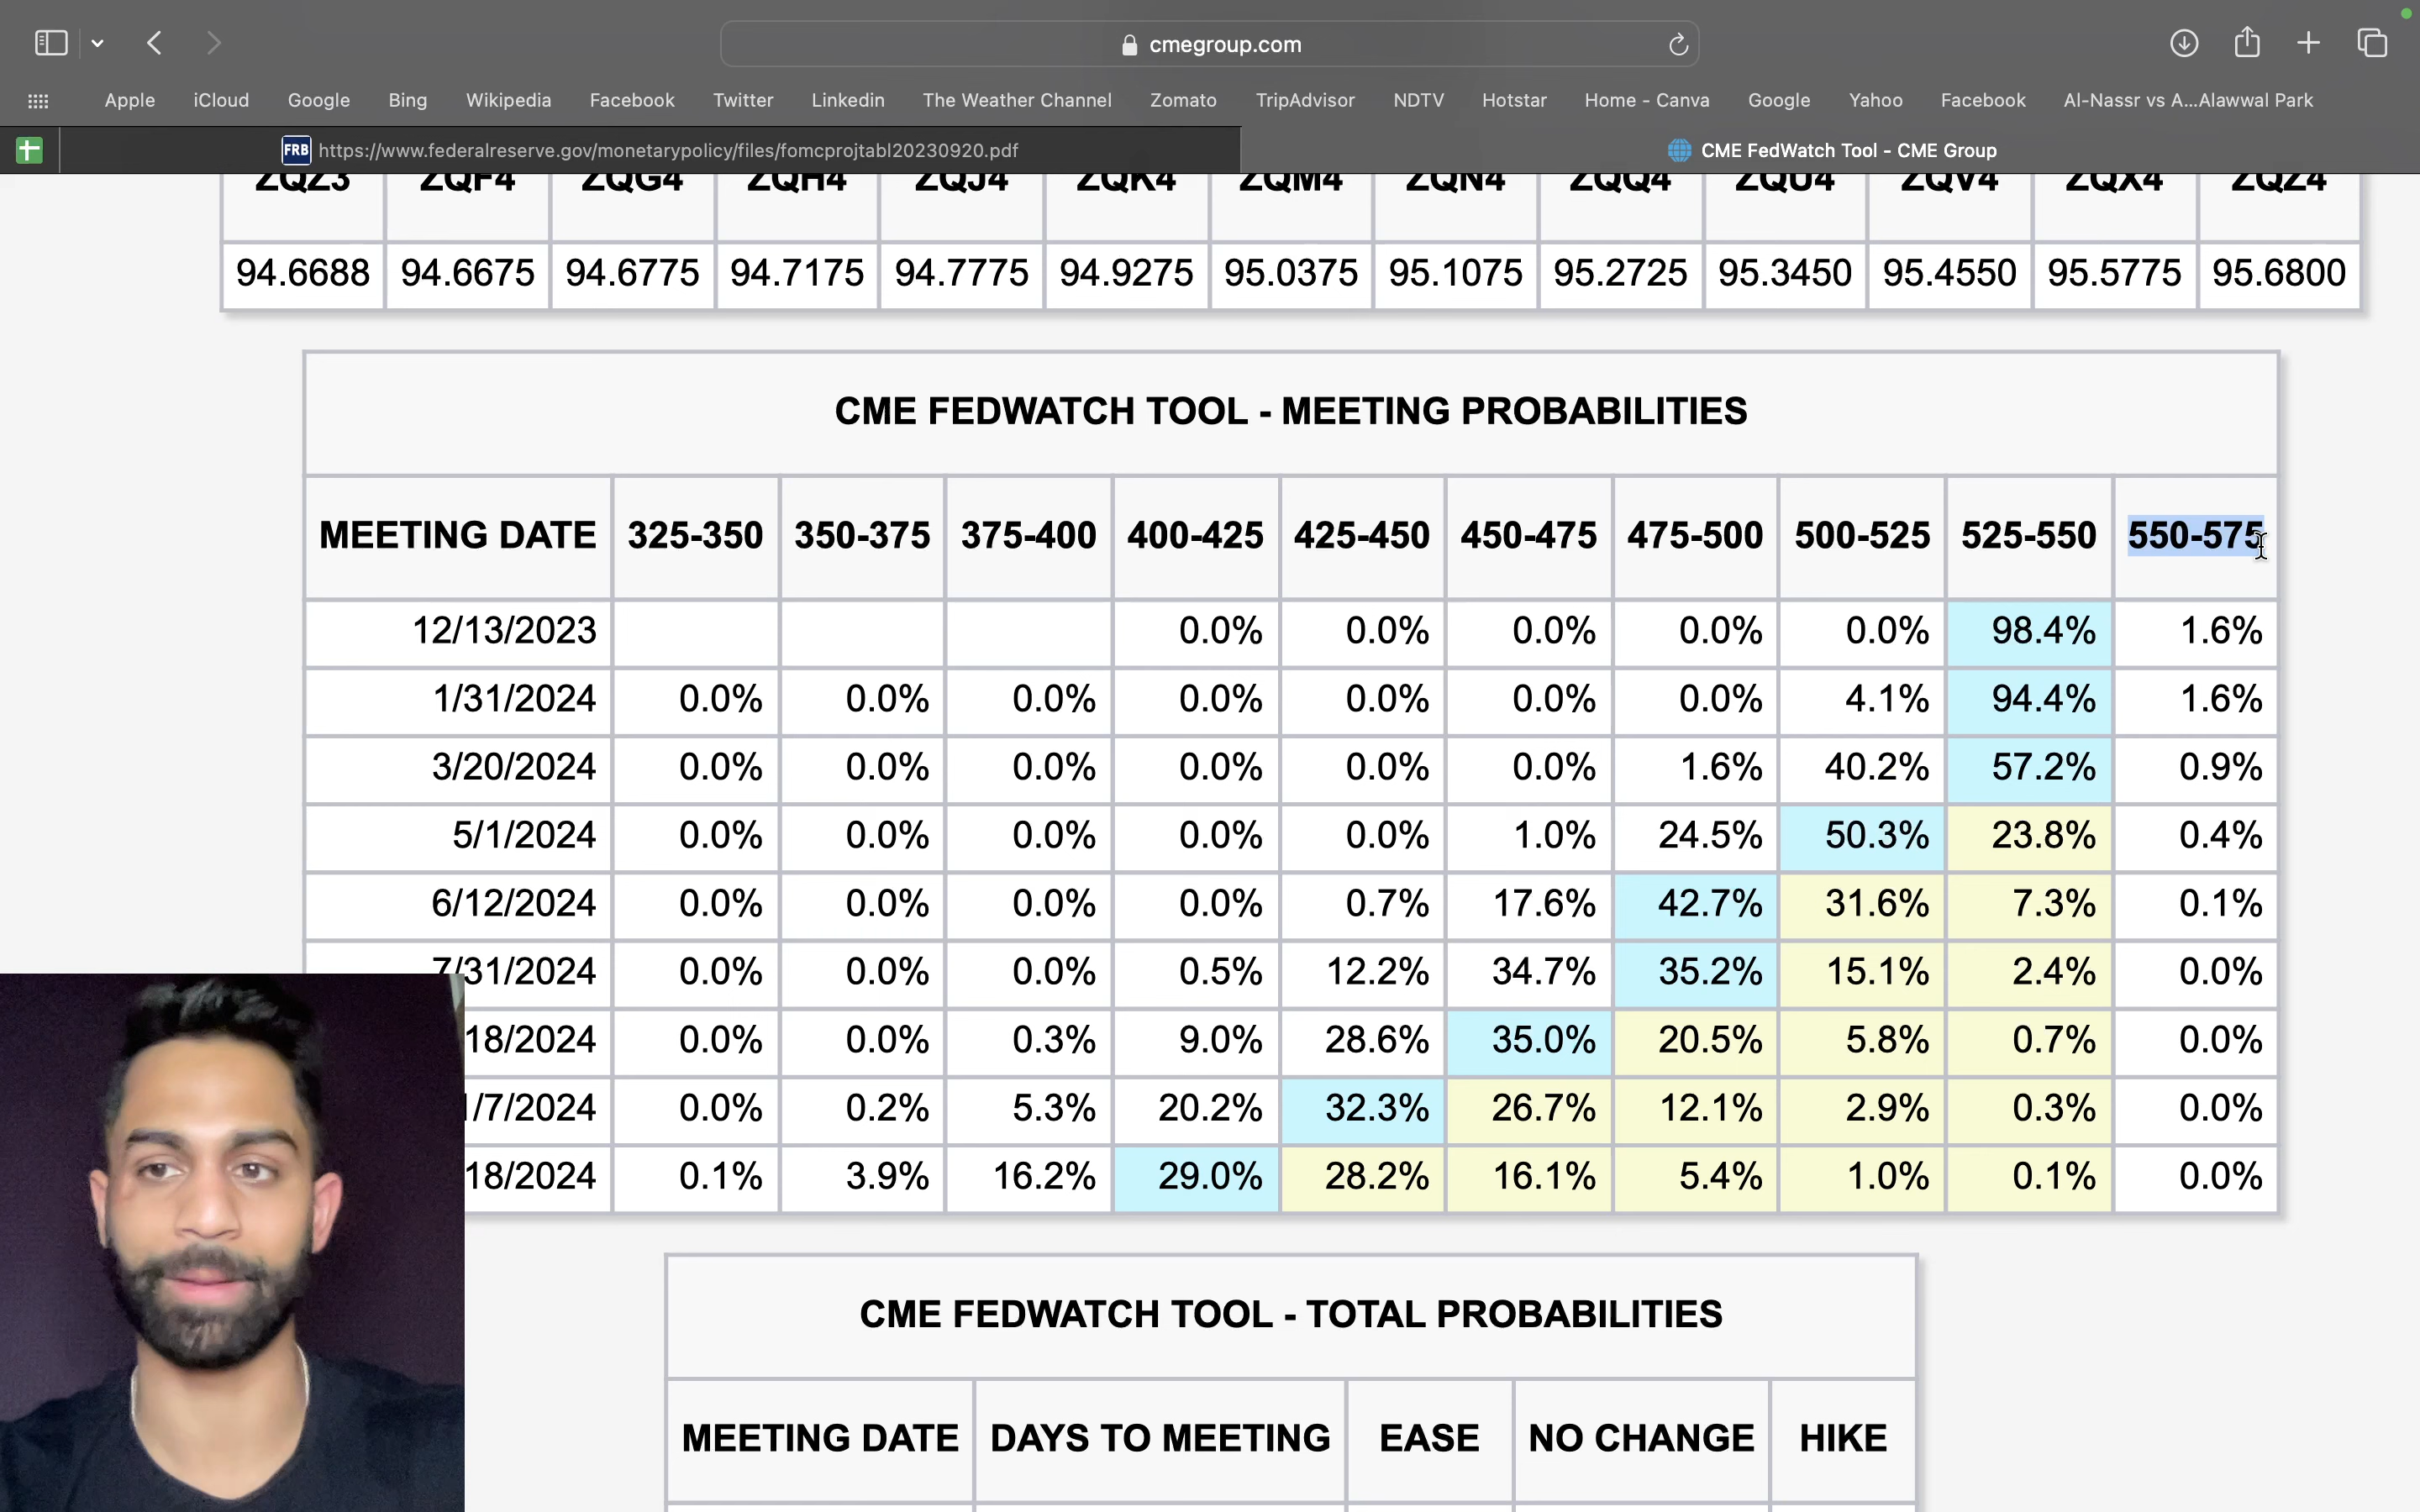 cmegroup.com
Apple iCloud Google Bing Wikipedia Facebook Twitter Linkedin The Weather Channel Zomato TripAdvisor NDTV Hotstar Home - Canva Google Yahoo Facebook Al-Nassr vs A...Alawwal Park
FRB https://www.federalreserve.gov/monetarypolicy/files/fomcprojtabl20230920.pdf CME FedWatch Tool - CME Group
ZQZ3 ZQF4 ZQG4 ZQH4 ZQJ4 ZQK4 ZQM4 ZQN4 ZQQ4 ZQU4 ZQV4 ZQX4 ZQZ4
94.6688 94.6675 94.6775 94.7175 94.7775 94.9275 95.0375 95.1075 95.2725 95.3450 95.4550 95.5775 95.6800
CME FEDWATCH TOOL - MEETING PROBABILITIES
MEETING DATE 325-350 350-375 375-400 400-425 425-450 450-475 475-500 500-525 525-550 550-575
12/13/2023 0.0% 0.0% 0.0% 0.0% 0.0% 98.4% 1.6%
1/31/2024 0.0% 0.0% 0.0% 0.0% 0.0% 0.0% 0.0% 4.1% 94.4% 1.6%
3/20/2024 0.0% 0.0% 0.0% 0.0% 0.0% 0.0% 1.6% 40.2% 57.2% 0.9%
5/1/2024 0.0% 0.0% 0.0% 0.0% 0.0% 1.0% 24.5% 50.3% 23.8% 0.4%
6/12/2024 0.0% 0.0% 0.0% 0.0% 0.7% 17.6% 42.7% 31.6% 7.3% 0.1%
7/31/2024 0.0% 0.0% 0.0% 0.5% 12.2% 34.7% 35.2% 15.1% 2.4% 0.0%
18/2024 0.0% 0.0% 0.3% 9.0% 28.6% 35.0% 20.5% 5.8% 0.7% 0.0%
/7/2024 0.0% 0.2% 5.3% 20.2% 32.3% 26.7% 12.1% 2.9% 0.3% 0.0%
18/2024 0.1% 3.9% 16.2% 29.0% 28.2% 16.1% 5.4% 1.0% 0.1% 0.0%
CME FEDWATCH TOOL - TOTAL PROBABILITIES
MEETING DATE DAYS TO MEETING EASE NO CHANGE HIKE